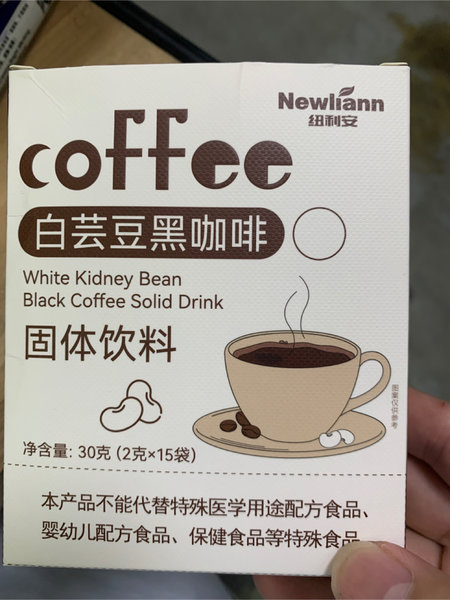 Newliann
纽利安
coffee
白芸豆黑咖啡
White Kidney Bean
Black Coffee Solid Drink
固体饮料
图案仅供参考
净含量: 30克 (2克×15袋)
本产品不能代替特殊医学用途配方食品、
婴幼儿配方食品、保健食品等特殊食品